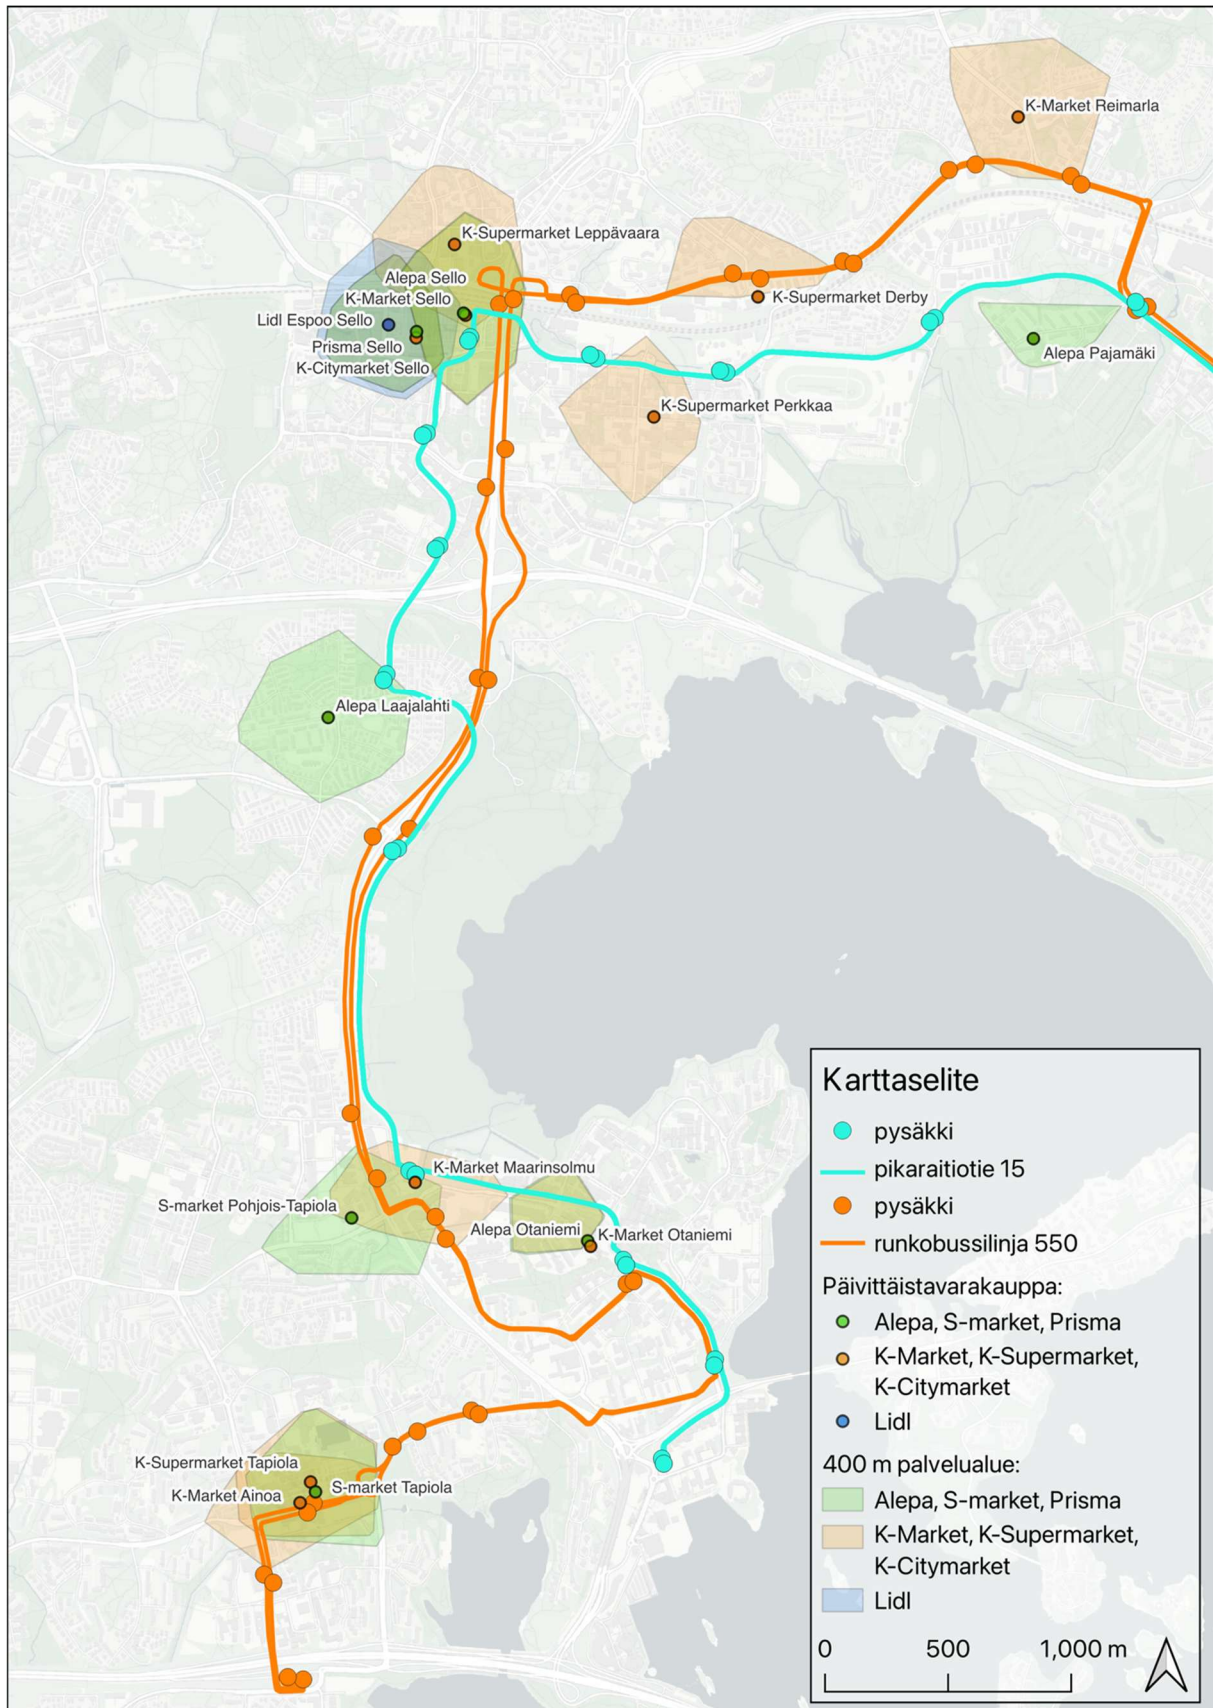 K-Market Reimarla
K-Supermarket Leppävaara
Alepa Sello
K-Market Sello
K-Supermarket Derby
Lidl Espoo Sello
Prisma Sello
Alepa Pajamäki
K-Citymarket Sello
K-Supermarket Perkkaa
Alepa Laajalahti
K-Market Maarinsolmu
S-market Pohjois-Tapiola
Alepa Otaniemi
K-Market Otaniemi
K-Supermarket Tapiola
S-market Tapiola
K-Market Ainoa
Karttaselite
pysäkki
pikaraitiotie 15
pysäkki
runkobussilinja 550
Päivittäistavarakauppa:
Alepa, S-market, Prisma
K-Market, K-Supermarket,
K-Citymarket
Lidl
400 m palvelualue:
Alepa, S-market, Prisma
K-Market, K-Supermarket,
K-Citymarket
Lidl
0 500 1,000 m